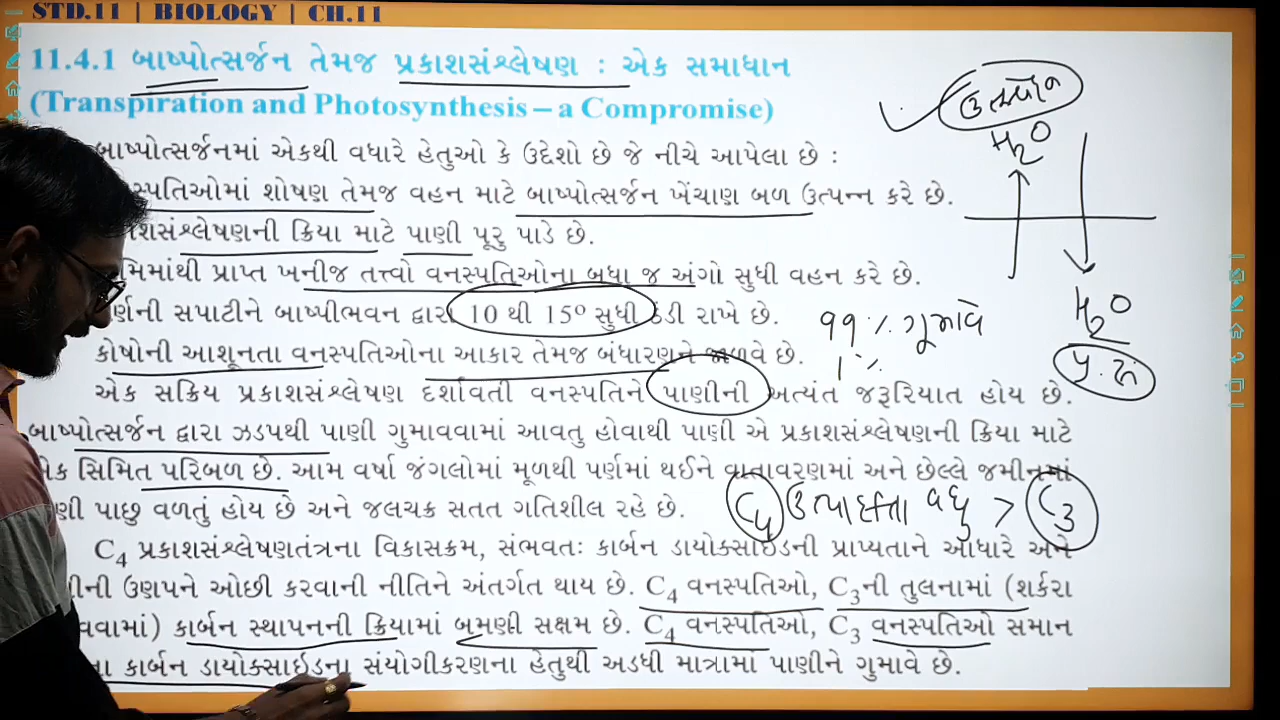 STD.11 | BIOLOGY | CH.11
11.4.1 બાષ્પોત્સર્જન તેમજ પ્રકાશસંશ્લેષણ : એક સમાધાન
(Transpiration and Photosynthesis – a Compromise)
બાષ્પોત્સર્જનમાં એકથી વધારે હેતુઓ કે ઉદેશો છે જે નીચે આપેલા છે :
શોષણ તેમજ વહન માટે બાષ્પોત્સર્જન ખેંચાણ બળ ઉત્પન્ન કરે છે.
ક્રિયા માટે પાણી પૂરુ પાડે છે.
પ્રાપ્ત ખનીજ તત્ત્વો વનસ્પતિઓના બધા જ અંગો સુધી વહન કરે છે.
સપાટીને બાષ્પીભવન દ્વારા 10 થી 15° સુધી ઠંડી રાખે છે.
કોષોની આશૂનતા વનસ્પતિઓના આકાર તેમજ બંધારણને જાળવે છે.
એક સક્રિય પ્રકાશસંશ્લેષણ દર્શાવતી વનસ્પતિને પાણીની અત્યંત જરૂરિયાત હોય છે.
બાષ્પોત્સર્જન દ્વારા ઝડપથી પાણી ગુમાવવામાં આવતુ હોવાથી પાણી એ પ્રકાશસંશ્લેષણની ક્રિયા માટે
સિમિત પરિબળ છે. આમ વર્ષા જંગલોમાં મૂળથી પર્ણમાં થઈને વાતાવરણમાં અને છેલ્લે જમીનમાં
પાછુ વળતું હોય છે અને જલચક્ર સતત ગતિશીલ રહે છે.
C4 પ્રકાશસંશ્લેષણતંત્રના વિકાસક્રમ, સંભવતઃ કાર્બન ડાયોક્સાઈડની પ્રાપ્યતાને આધારે અને
ઉણપને ઓછી કરવાની નીતિને અંતર્ગત થાય છે. C4 વનસ્પતિઓ, C3ની તુલનામાં (શર્કરા
કાર્બન સ્થાપનની ક્રિયામાં બમણી સક્ષમ છે. C4 વનસ્પતિઓ, C3 વનસ્પતિઓ સમાન
કાર્બન ડાયોક્સાઈડના સંયોગીકરણના હેતુથી અડધી માત્રામાં પાણીને ગુમાવે છે.
H2O
H2O
પ્ર. સં
99 % ગુમાવે
1 %
C4 ઉત્પાદકતા વધુ > C3